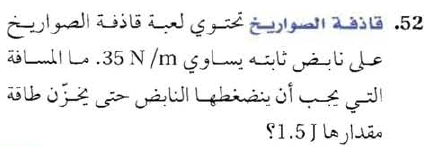 52. قاذفة الصواريخ تحتوي لعبة قاذفة الصواريخ
على نابض ثابته يساوي 35 N/m. ما المسافة
التي يجب أن ينضغطها النابض حتى يخزّن طاقة
مقدارها 1.5 J؟